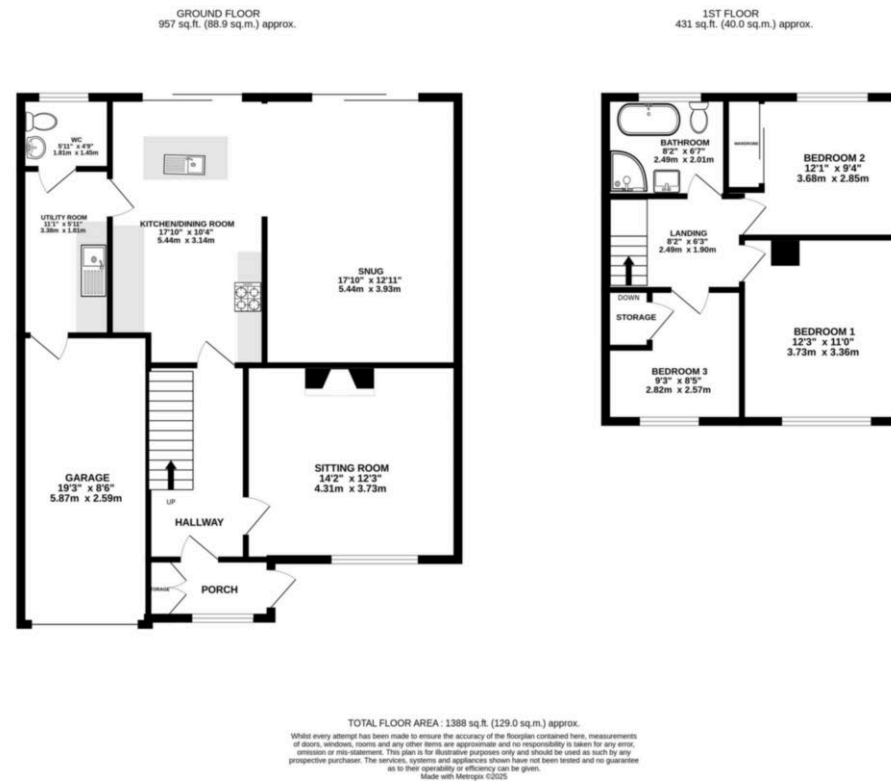 GROUND FLOOR
957 sq.ft. (88.9 sq.m.) approx.
1ST FLOOR
431 sq.ft. (40.0 sq.m.) approx.
WC
5'11" x 4'9"
1.81m x 1.45m
UTILITY ROOM
11'1" x 5'11"
3.38m x 1.81m
KITCHEN/DINING ROOM
17'10" x 10'4"
5.44m x 3.14m
SNUG
17'10" x 12'11"
5.44m x 3.93m
GARAGE
19'3" x 8'6"
5.87m x 2.59m
UP
HALLWAY
SITTING ROOM
14'2" x 12'3"
4.31m x 3.73m
STORAGE
PORCH
BATHROOM
8'2" x 6'7"
2.49m x 2.01m
WARDROBE
BEDROOM 2
12'1" x 9'4"
3.68m x 2.85m
LANDING
8'2" x 6'3"
2.49m x 1.90m
DOWN
STORAGE
BEDROOM 1
12'3" x 11'0"
3.73m x 3.36m
BEDROOM 3
9'3" x 8'5"
2.82m x 2.57m
TOTAL FLOOR AREA : 1388 sq.ft. (129.0 sq.m.) approx.
Whilst every attempt has been made to ensure the accuracy of the floorplan contained here, measurements
of doors, windows, rooms and any other items are approximate and no responsibility is taken for any error,
omission or mis-statement. This plan is for illustrative purposes only and should be used as such by any
prospective purchaser. The services, systems and appliances shown have not been tested and no guarantee
as to their operability or efficiency can be given.
Made with Metropix ©2025